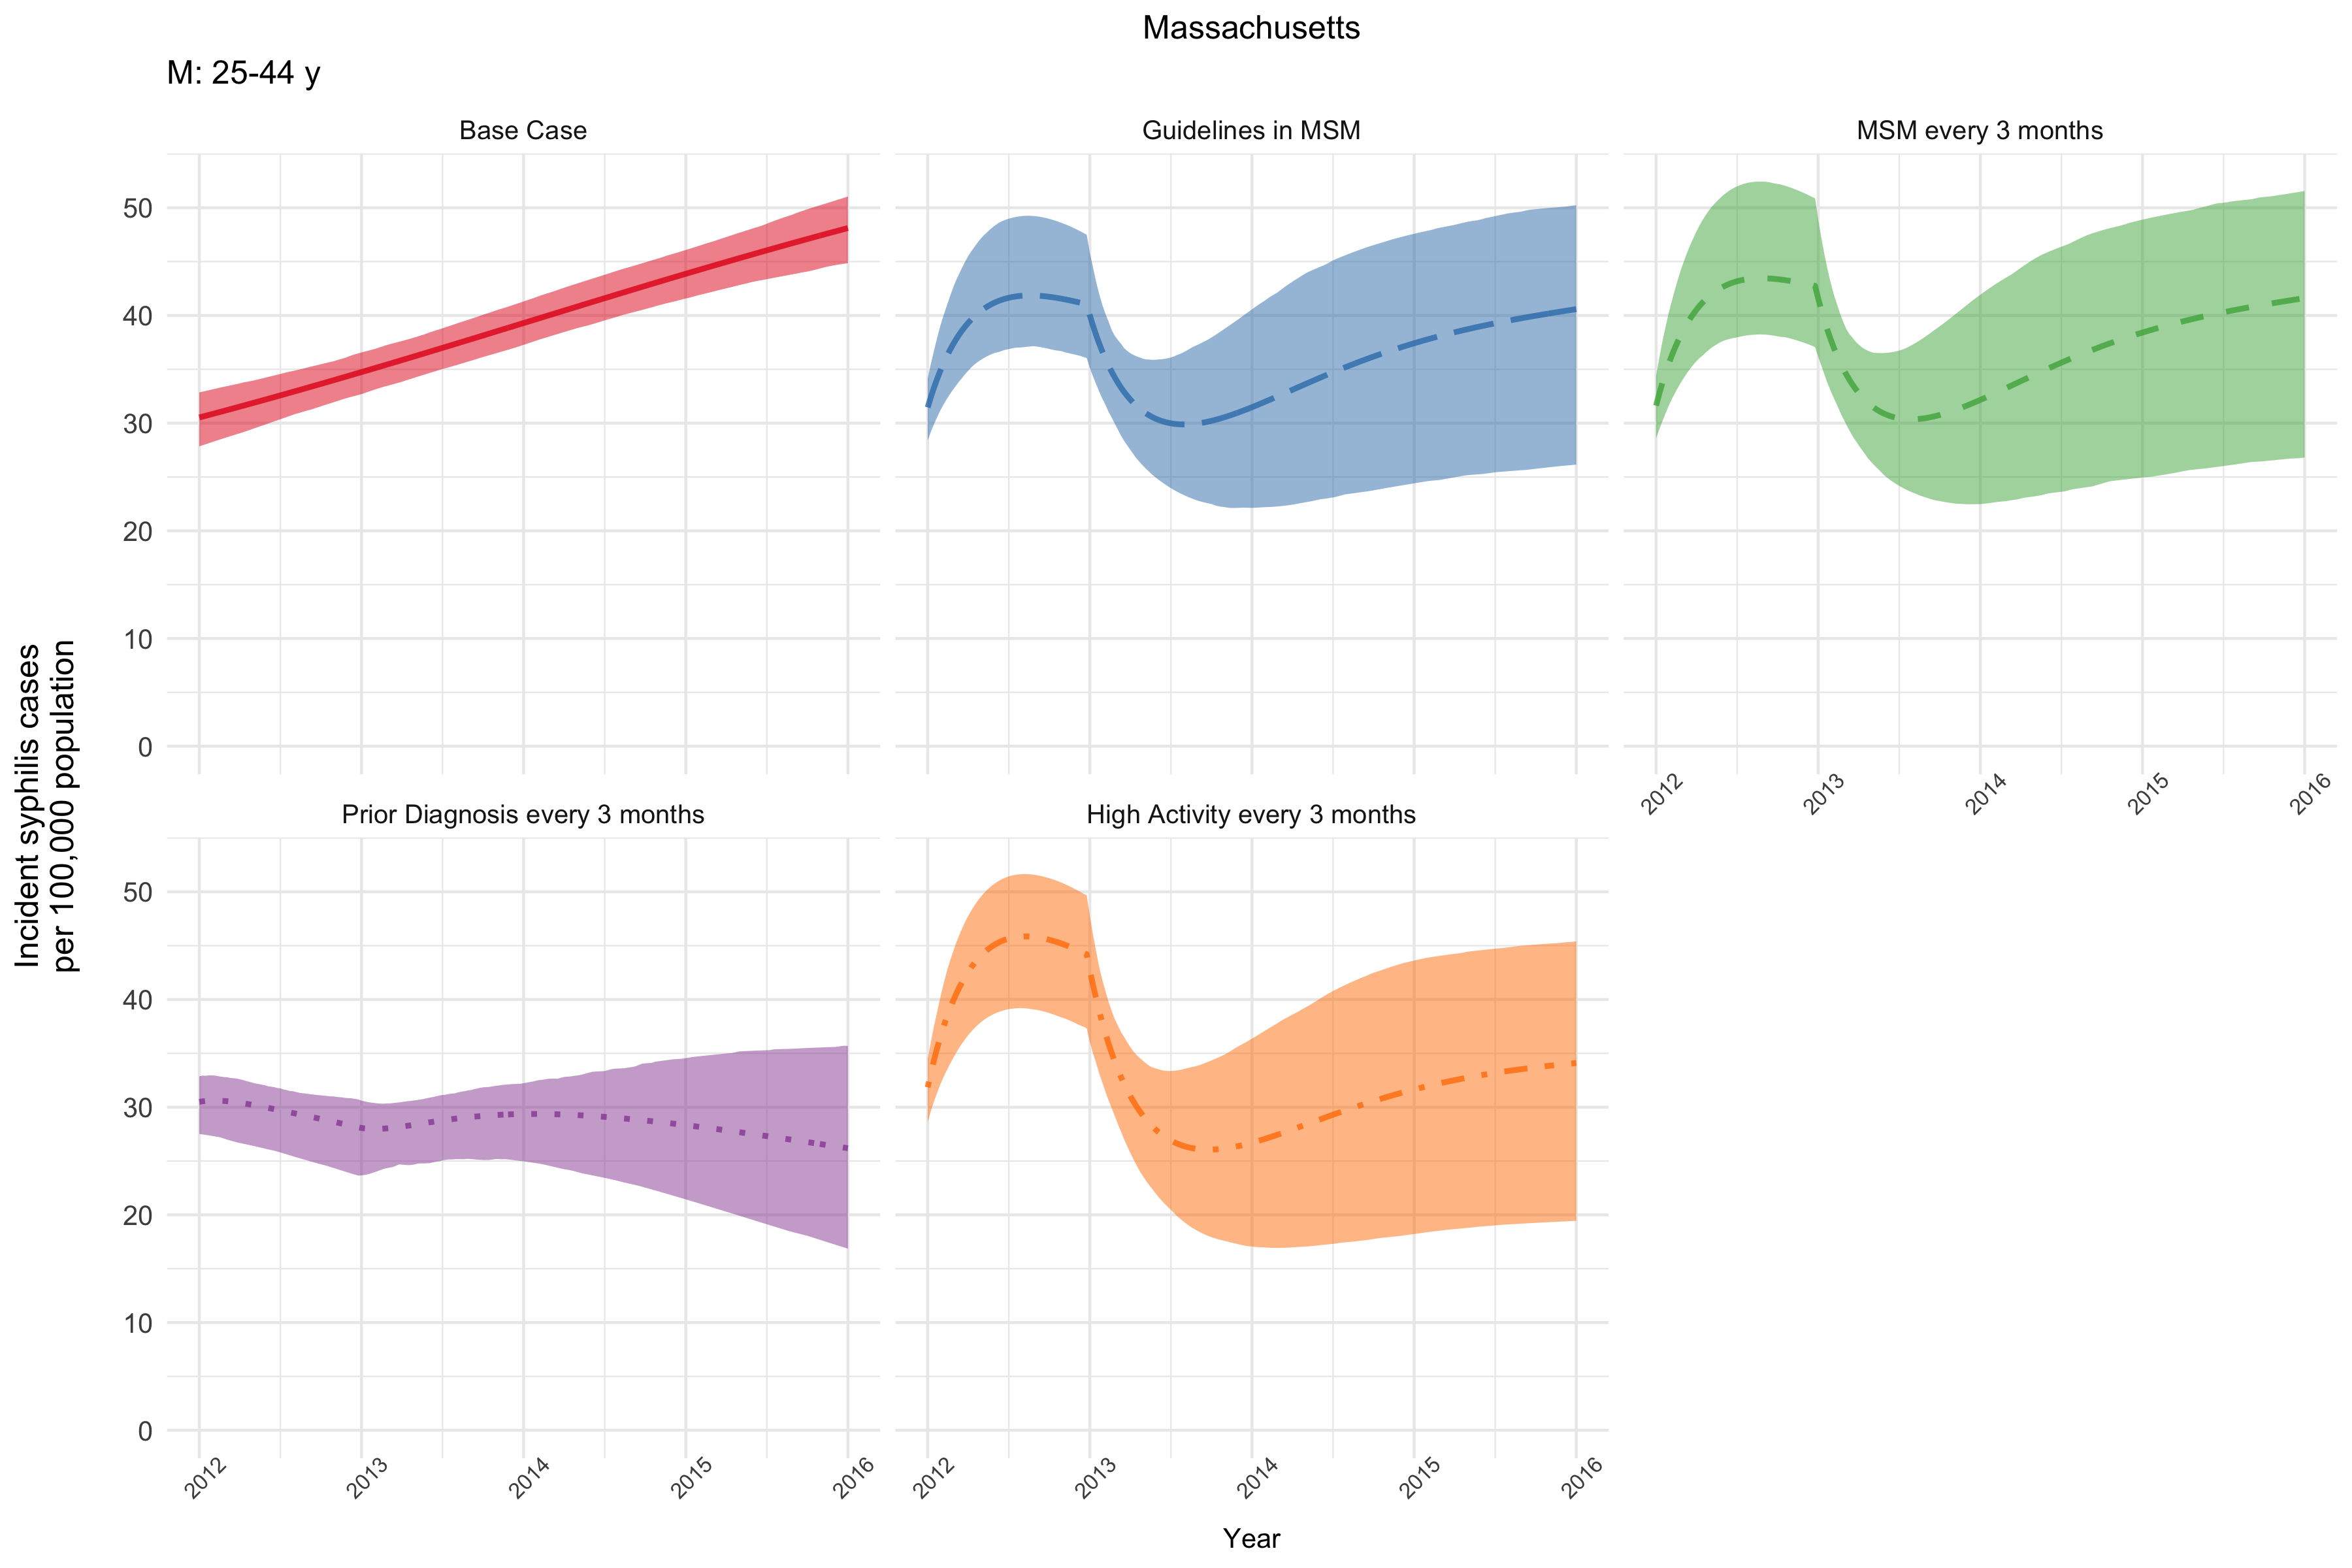 Massachusetts
M: 25-44 y
Base Case
Guidelines in MSM
MSM every 3 months
50
40
30
20
10
0
2012
2013
2014
2015
2016
Incident syphilis cases
per 100,000 population
Prior Diagnosis every 3 months
High Activity every 3 months
50
40
30
20
10
0
2012
2013
2014
2015
2016
2012
2013
2014
2015
2016
Year